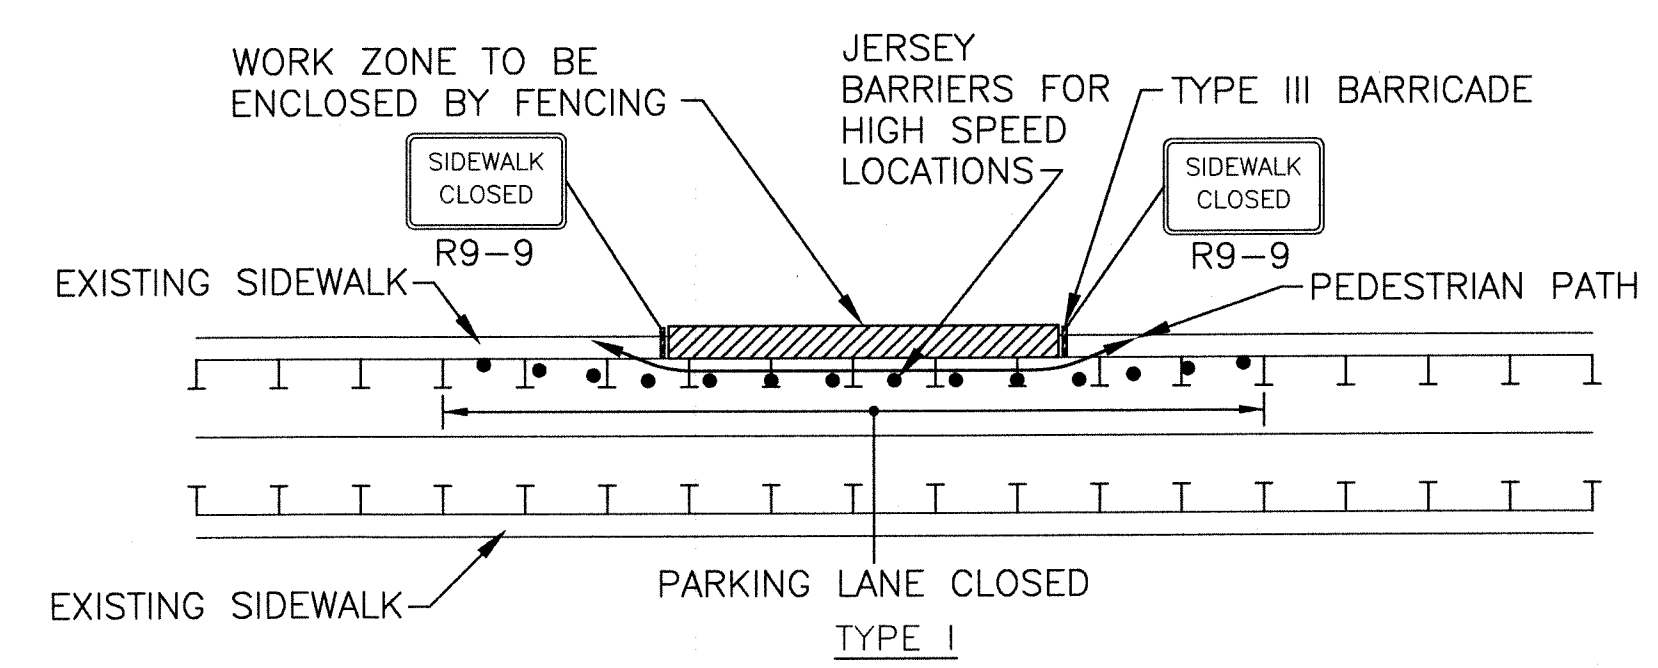 WORK ZONE TO BE
ENCLOSED BY FENCING
JERSEY
BARRIERS FOR
HIGH SPEED
LOCATIONS
TYPE III BARRICADE
SIDEWALK
CLOSED
R9-9
SIDEWALK
CLOSED
R9-9
EXISTING SIDEWALK
PEDESTRIAN PATH
EXISTING SIDEWALK
PARKING LANE CLOSED
TYPE I